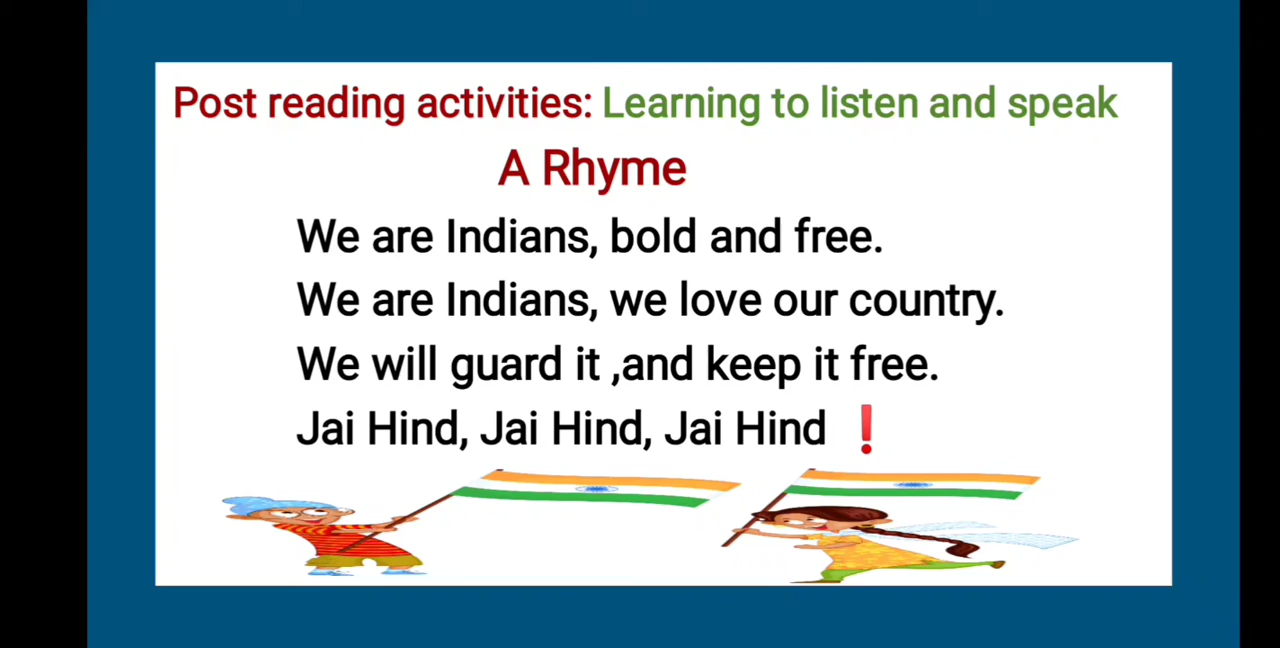 Post reading activities: Learning to listen and speak
A Rhyme
We are Indians, bold and free.
We are Indians, we love our country.
We will guard it ,and keep it free.
Jai Hind, Jai Hind, Jai Hind ❗